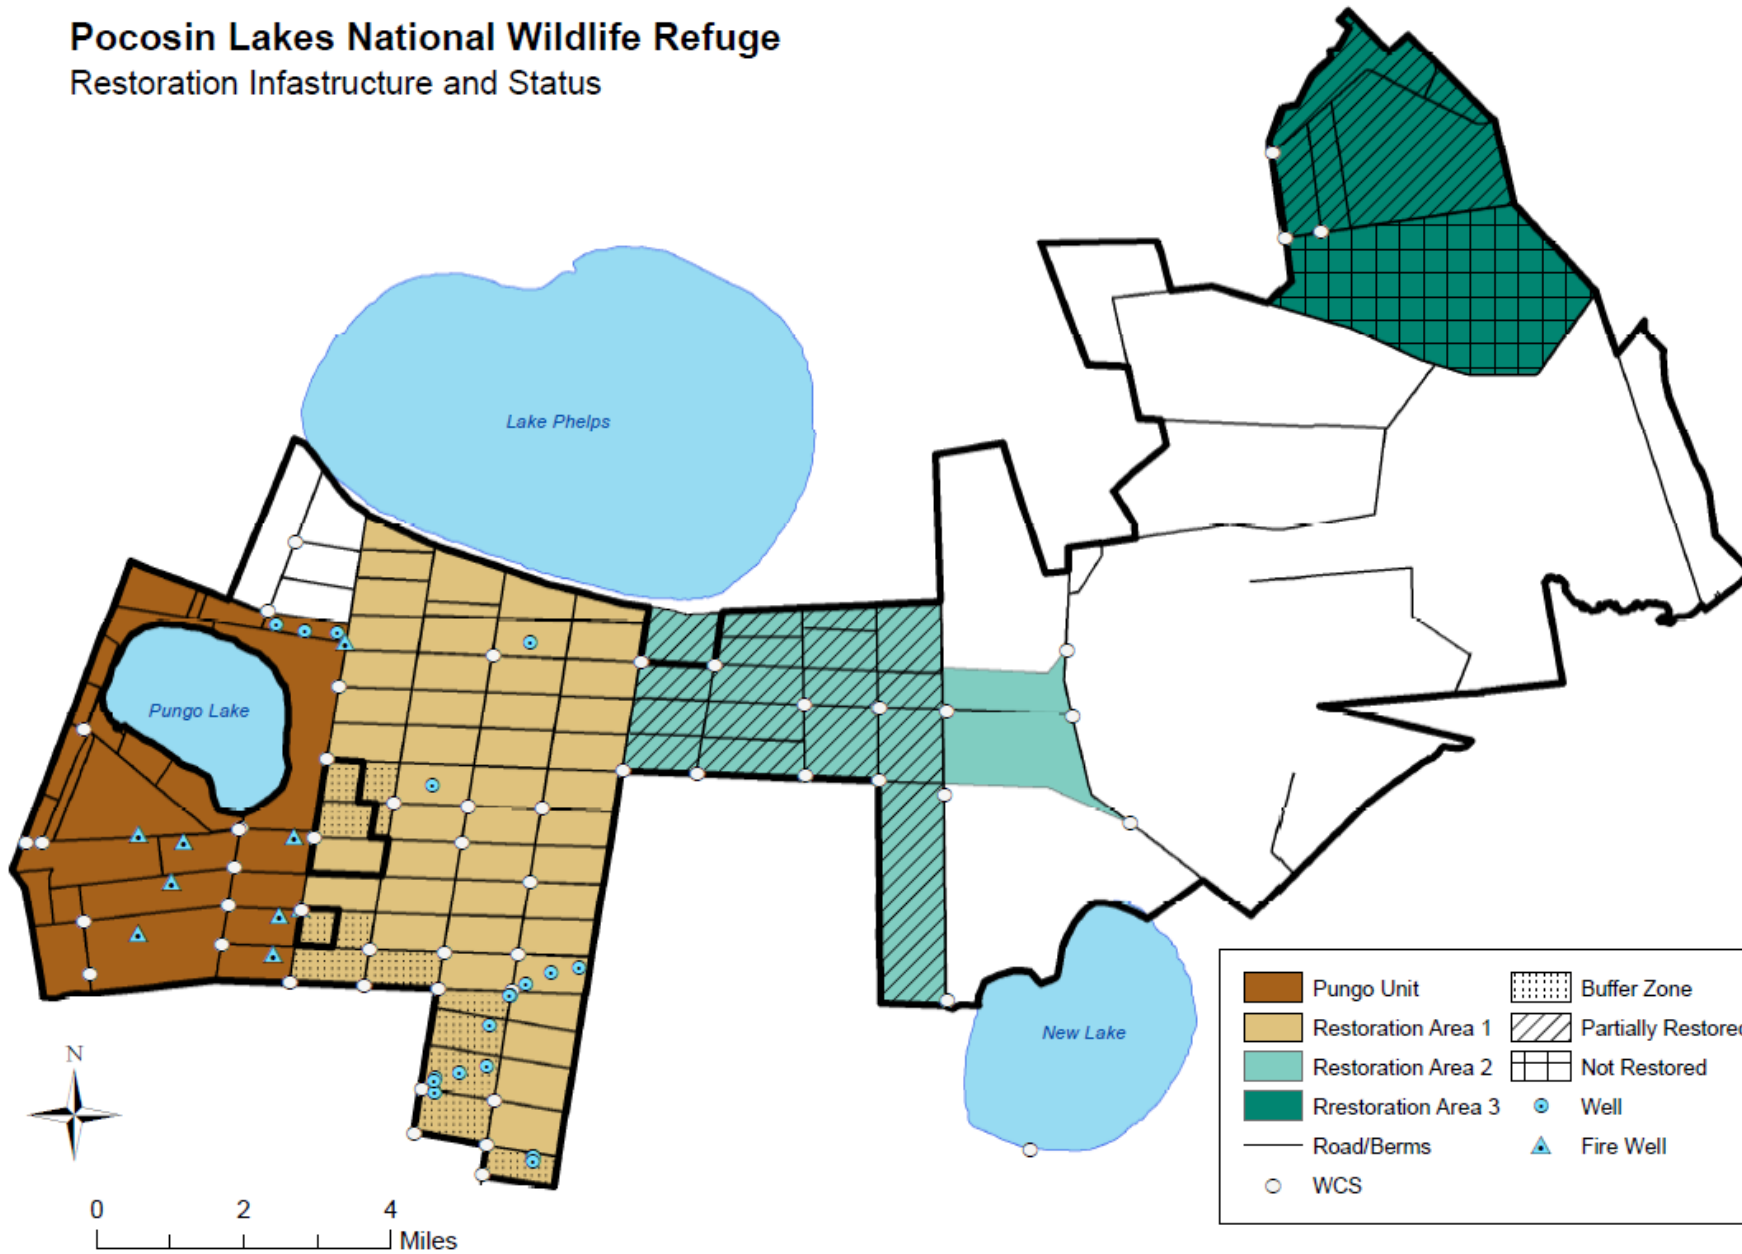 Pocosin Lakes National Wildlife Refuge
Restoration Infastructure and Status
Lake Phelps
Pungo Lake
New Lake
N
0 2 4
Miles
Pungo Unit
Restoration Area 1
Restoration Area 2
Rrestoration Area 3
Road/Berms
WCS
Buffer Zone
Partially Restored
Not Restored
Well
Fire Well